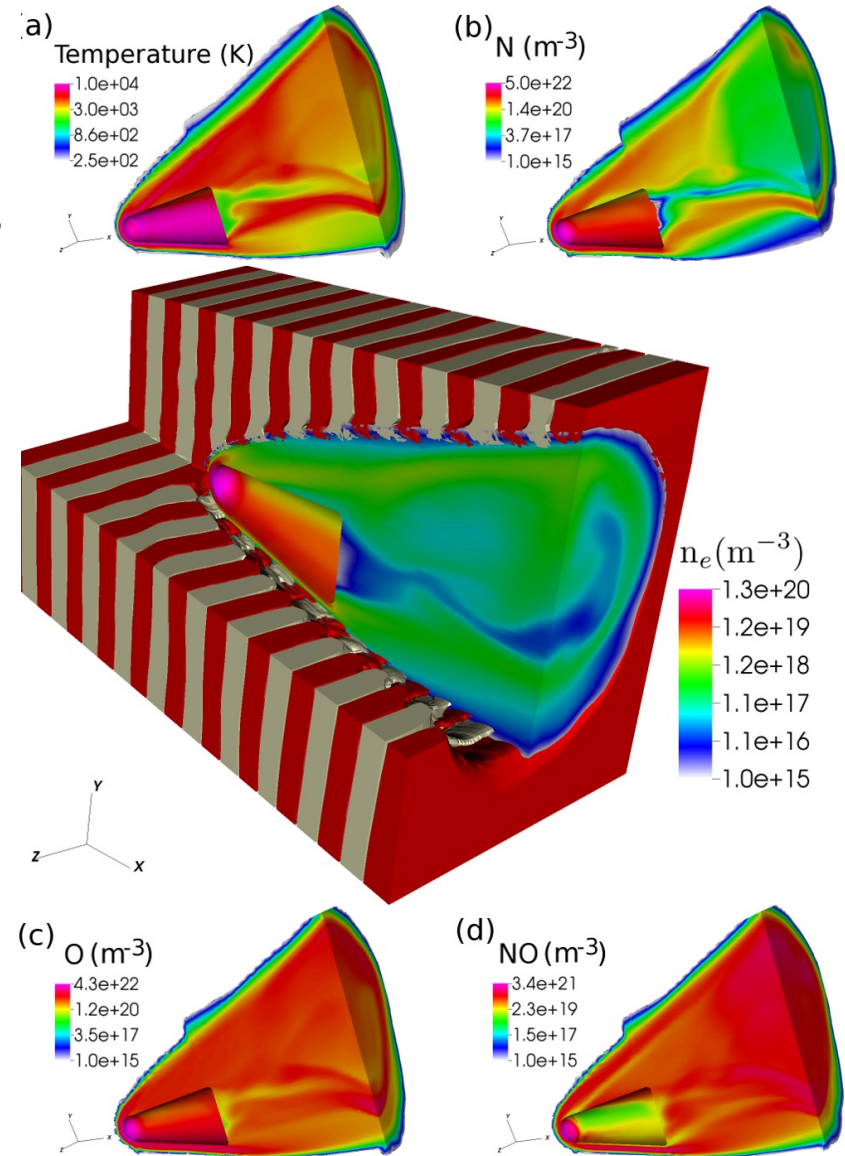 (a)
Temperature (K)
1.0e+04
3.0e+03
8.6e+02
2.5e+02
Y
Z X
(b)
N (m-3)
5.0e+22
1.4e+20
3.7e+17
1.0e+15
Y
Z X
ne(m−3)
1.3e+20
1.2e+19
1.2e+18
1.1e+17
1.1e+16
1.0e+15
Y
Z
X
(c)
O (m-3)
4.3e+22
1.2e+20
3.5e+17
1.0e+15
Y
Z X
(d)
NO (m-3)
3.4e+21
2.3e+19
1.5e+17
1.0e+15
Y
Z X